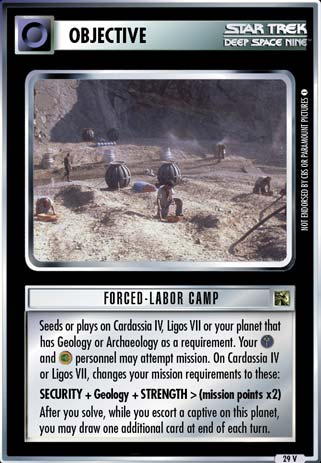 OBJECTIVE
STAR TREK
DEEP SPACE NINE™
NOT ENDORSED BY CBS OR PARAMOUNT PICTURES
FORCED-LABOR CAMP
Seeds or plays on Cardassia IV, Ligos VII or your planet that
has Geology or Archaeology as a requirement. Your
and personnel may attempt mission. On Cardassia IV
or Ligos VII, changes your mission requirements to these:
SECURITY + Geology + STRENGTH > (mission points x2)
After you solve, while you escort a captive on this planet,
you may draw one additional card at end of each turn.
29 V